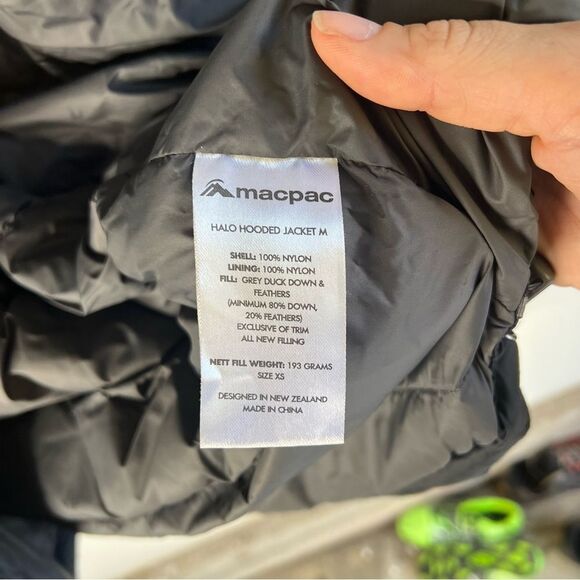 macpac
HALO HOODED JACKET M
SHELL: 100% NYLON
LINING: 100% NYLON
FILL: GREY DUCK DOWN &
FEATHERS
(MINIMUM 80% DOWN,
20% FEATHERS)
EXCLUSIVE OF TRIM
ALL NEW FILLING
NETT FILL WEIGHT: 193 GRAMS
SIZE XS
DESIGNED IN NEW ZEALAND
MADE IN CHINA